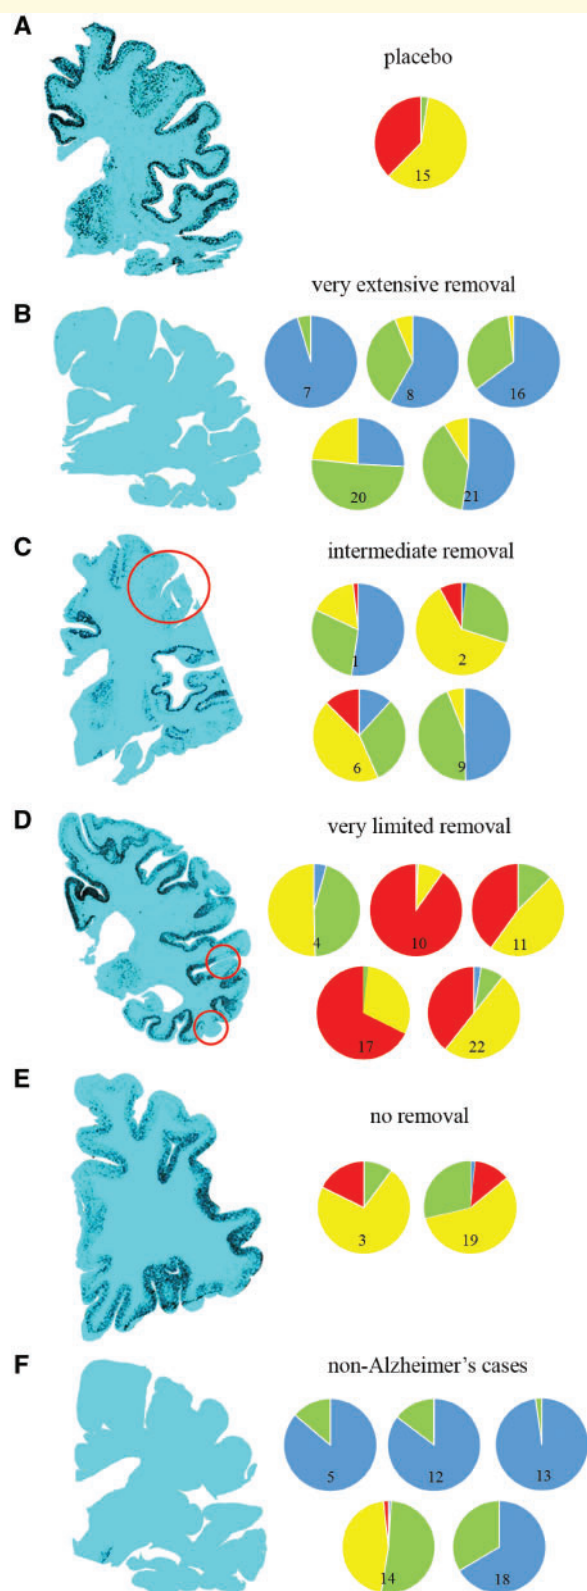 A
placebo
15
very extensive removal
B
7 8 16
20 21
C
intermediate removal
1 2
6 9
D
very limited removal
4 10 11
17 22
E
no removal
3 19
F
non-Alzheimer's cases
5 12 13
14 18